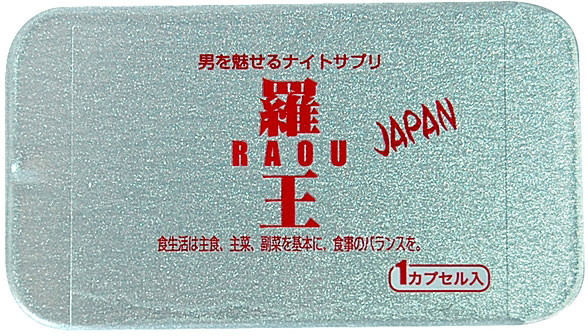 男を魅せるナイトサプリ
羅
RAOU
王
JAPAN
食生活は主食、主菜、副菜を基本に、食事のバランスを。
1カプセル入